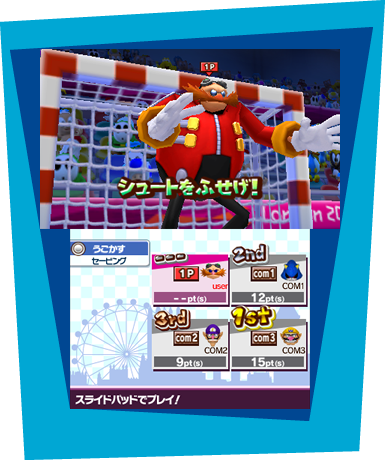 1P
シュートをふせげ!
London 20
うごかす
セービング
---
1P
user
--pt(s)
2nd
com1
COM1
12pt(s)
3rd
com2
COM2
9pt(s)
1st
com3
COM3
15pt(s)
スライドパッドでプレイ!